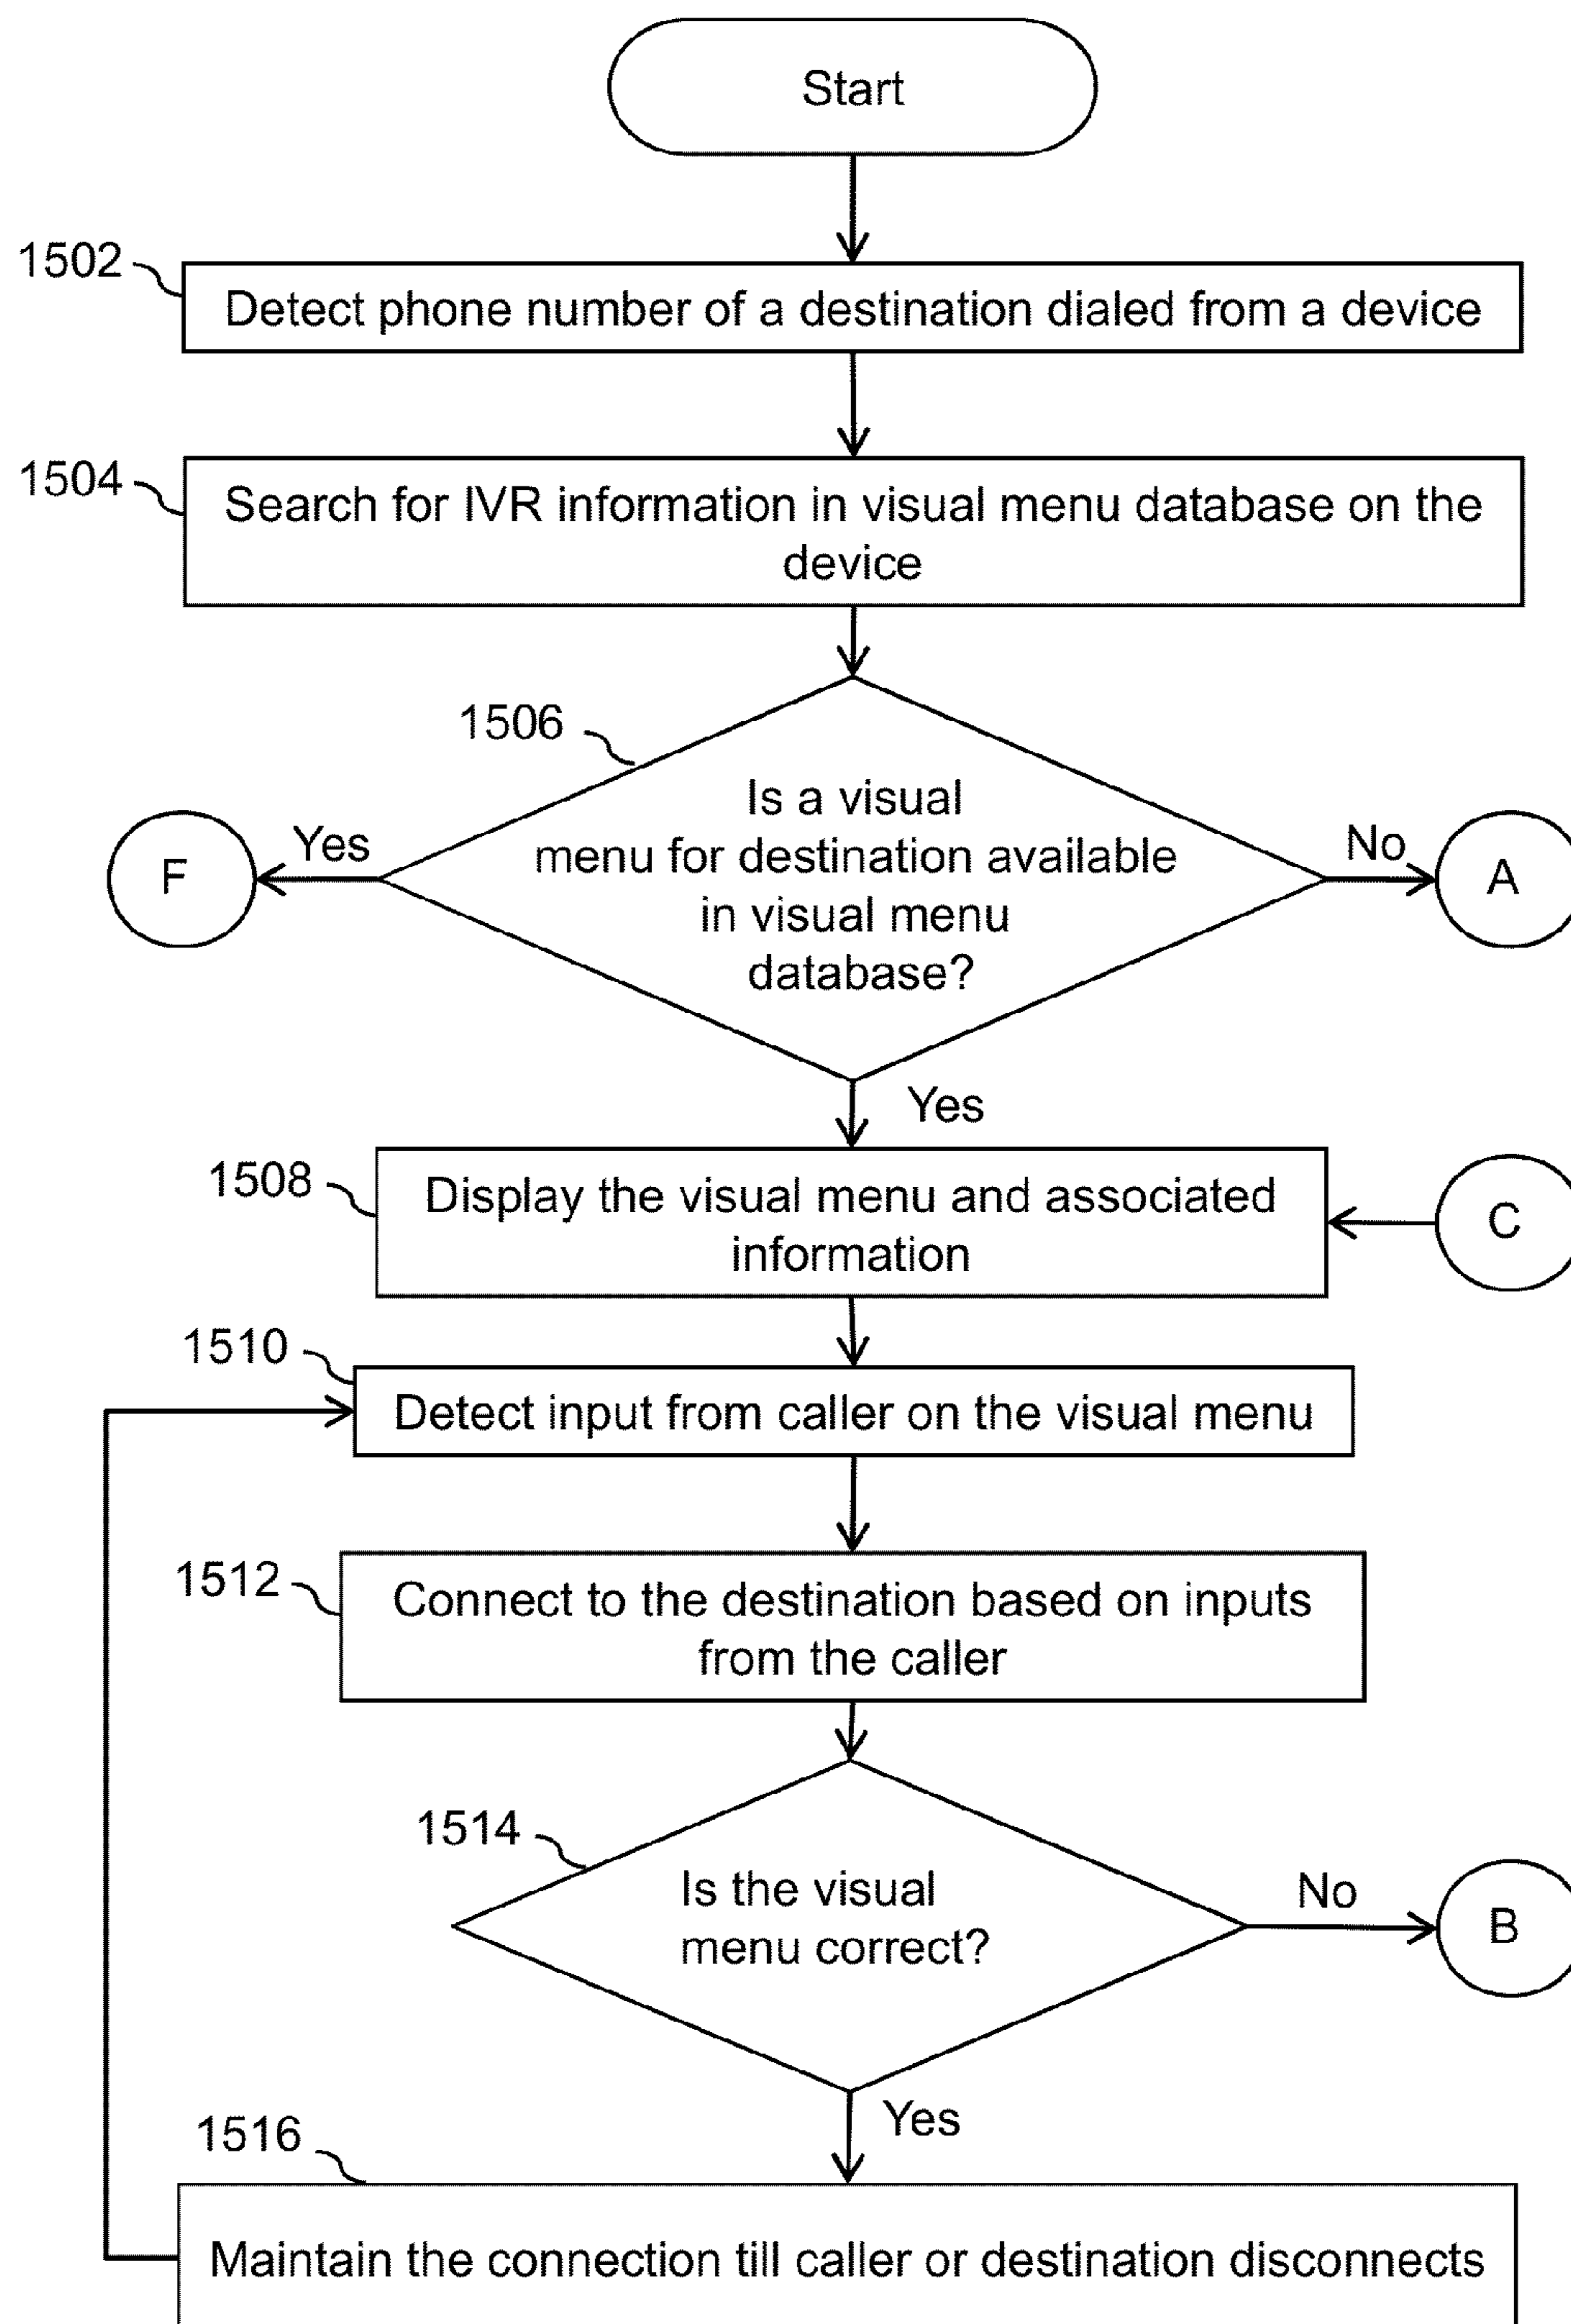 Start
1502
Detect phone number of a destination dialed from a device
1504
Search for IVR information in visual menu database on the
device
1506
Is a visual
menu for destination available
in visual menu
database?
Yes
F
No
A
Yes
1508
Display the visual menu and associated
information
C
1510
Detect input from caller on the visual menu
1512
Connect to the destination based on inputs
from the caller
1514
Is the visual
menu correct?
No
B
Yes
1516
Maintain the connection till caller or destination disconnects